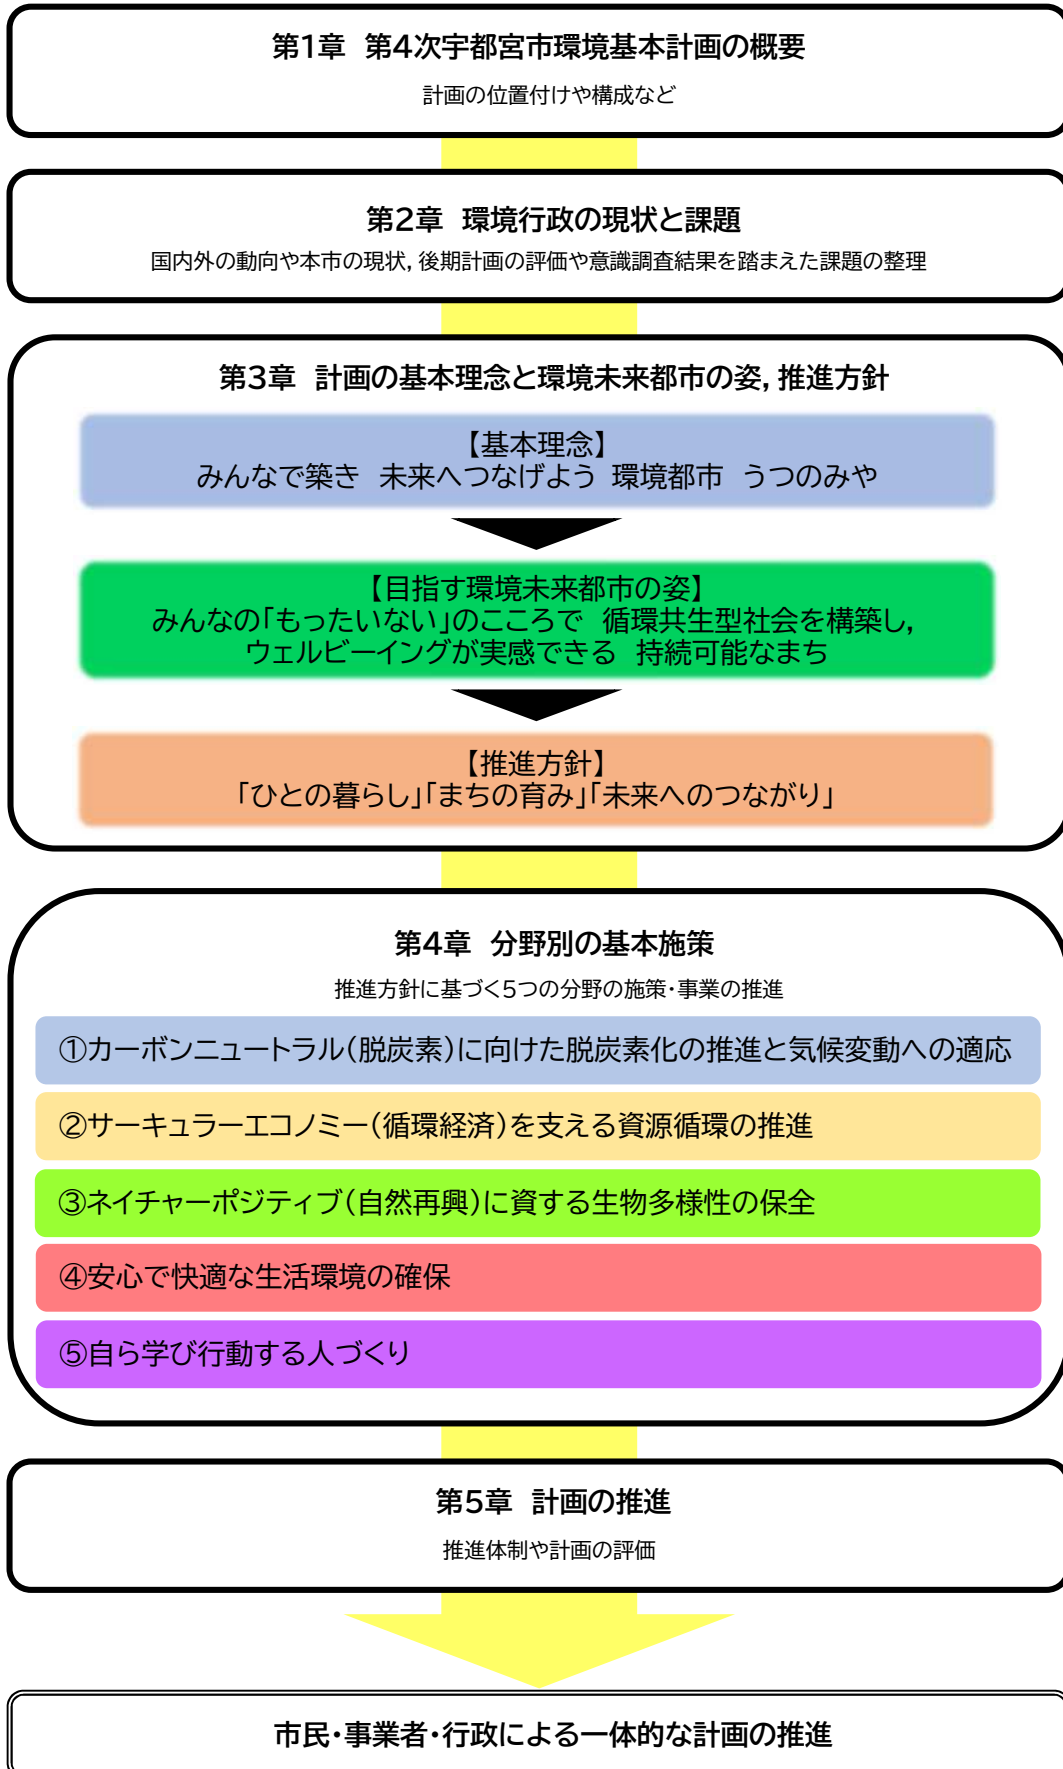 第1章 第4次宇都宮市環境基本計画の概要
計画の位置付けや構成など
第2章 環境行政の現状と課題
国内外の動向や本市の現状，後期計画の評価や意識調査結果を踏まえた課題の整理
第3章 計画の基本理念と環境未来都市の姿，推進方針
【基本理念】
みんなで築き 未来へつなげよう 環境都市 うつのみや
【目指す環境未来都市の姿】
みんなの「もったいない」のこころで 循環共生型社会を構築し，
ウェルビーイングが実感できる 持続可能なまち
【推進方針】
「ひとの暮らし」「まちの育み」「未来へのつながり」
第4章 分野別の基本施策
推進方針に基づく5つの分野の施策・事業の推進
①カーボンニュートラル（脱炭素）に向けた脱炭素化の推進と気候変動への適応
②サーキュラーエコノミー（循環経済）を支える資源循環の推進
③ネイチャーポジティブ（自然再興）に資する生物多様性の保全
④安心で快適な生活環境の確保
⑤自ら学び行動する人づくり
第5章 計画の推進
推進体制や計画の評価
市民・事業者・行政による一体的な計画の推進